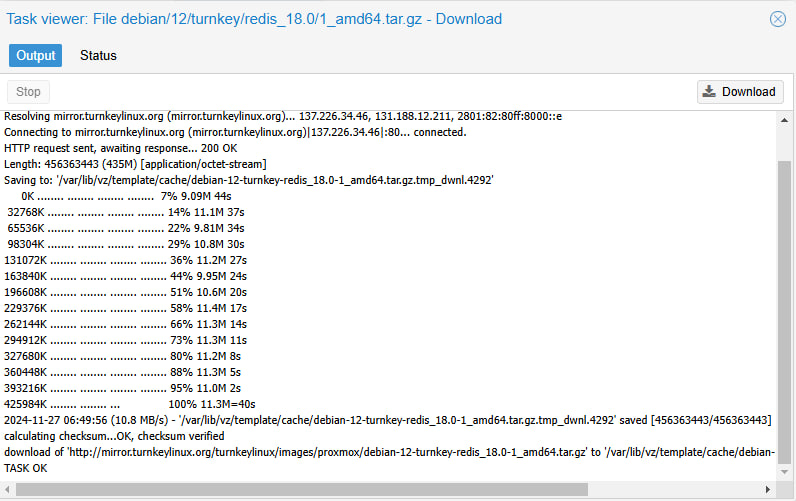 Task viewer: File debian/12/turnkey/redis_18.0/1_amd64.tar.gz - Download
Output Status
Stop Download
Resolving mirror.turnkeylinux.org (mirror.turnkeylinux.org)... 137.226.34.46, 131.188.12.211, 2801:82:80ff:8000::e
Connecting to mirror.turnkeylinux.org (mirror.turnkeylinux.org)|137.226.34.46|:80... connected.
HTTP request sent, awaiting response... 200 OK
Length: 456363443 (435M) [application/octet-stream]
Saving to: '/var/lib/vz/template/cache/debian-12-turnkey-redis_18.0-1_amd64.tar.gz.tmp_dwnl.4292'
0K ........ ........ ........ ........ 7% 9.09M 44s
32768K ........ ........ ........ ........ 14% 11.1M 37s
65536K ........ ........ ........ ........ 22% 9.81M 34s
98304K ........ ........ ........ ........ 29% 10.8M 30s
131072K ........ ........ ........ ........ 36% 11.2M 27s
163840K ........ ........ ........ ........ 44% 9.95M 24s
196608K ........ ........ ........ ........ 51% 10.6M 20s
229376K ........ ........ ........ ........ 58% 11.4M 17s
262144K ........ ........ ........ ........ 66% 11.3M 14s
294912K ........ ........ ........ ........ 73% 11.3M 11s
327680K ........ ........ ........ ........ 80% 11.2M 8s
360448K ........ ........ ........ ........ 88% 11.3M 5s
393216K ........ ........ ........ ........ 95% 11.0M 2s
425984K ........ ........ ... 100% 11.3M=40s
2024-11-27 06:49:56 (10.8 MB/s) - '/var/lib/vz/template/cache/debian-12-turnkey-redis_18.0-1_amd64.tar.gz.tmp_dwnl.4292' saved [456363443/456363443]
calculating checksum...OK, checksum verified
download of 'http://mirror.turnkeylinux.org/turnkeylinux/images/proxmox/debian-12-turnkey-redis_18.0-1_amd64.tar.gz' to '/var/lib/vz/template/cache/debian-
TASK OK